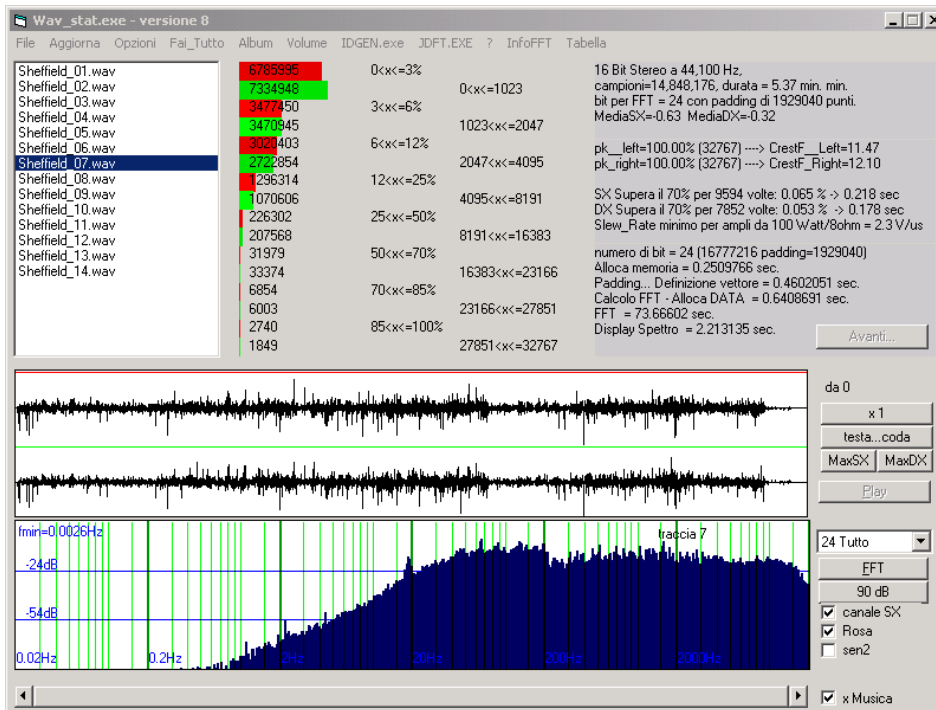 Wav_stat.exe - versione 8
File Aggiorna Opzioni Fai_Tutto Album Volume IDGEN.exe JDFT.EXE ? InfoFFT Tabella
Sheffield_01.wav
Sheffield_02.wav
Sheffield_03.wav
Sheffield_04.wav
Sheffield_05.wav
Sheffield_06.wav
Sheffield_07.wav
Sheffield_08.wav
Sheffield_09.wav
Sheffield_10.wav
Sheffield_11.wav
Sheffield_12.wav
Sheffield_13.wav
Sheffield_14.wav
6785995 0<x<=3%
7334948 0<x<=1023
3477450 3<x<=6%
3470945 1023<x<=2047
3020403 6<x<=12%
2722854 2047<x<=4095
1296314 12<x<=25%
1070606 4095<x<=8191
226302 25<x<=50%
207568 8191<x<=16383
31979 50<x<=70%
33374 16383<x<=23166
6854 70<x<=85%
6003 23166<x<=27851
2740 85<x<=100%
1849 27851<x<=32767
16 Bit Stereo a 44,100 Hz,
campioni=14,848,176, durata = 5.37 min. min.
bit per FFT = 24 con padding di 1929040 punti.
MediaSX=-0.63 MediaDX=-0.32
pk__left=100.00% (32767) ----> CrestF__Left=11.47
pk_right=100.00% (32767) ----> CrestF_Right=12.10
SX Supera il 70% per 9594 volte: 0.065 % -> 0.218 sec
DX Supera il 70% per 7852 volte: 0.053 % -> 0.178 sec
Slew_Rate minimo per ampli da 100 Watt/8ohm = 2.3 V/us
numero di bit = 24 (16777216 padding=1929040)
Alloca memoria = 0.2509766 sec.
Padding... Definizione vettore = 0.4602051 sec.
Calcolo FFT - Alloca DATA = 0.6408691 sec.
FFT = 73.66602 sec.
Display Spettro = 2.213135 sec.
Avanti...
da 0
x 1
testa...coda
MaxSX MaxDX
Play
fmin=0.0026Hz
traccia 7
-24dB
-54dB
0.02Hz 0.2Hz 2Hz 20Hz 200Hz 2000Hz
24 Tutto
FFT
90 dB
canale SX
Rosa
sen2
x Musica